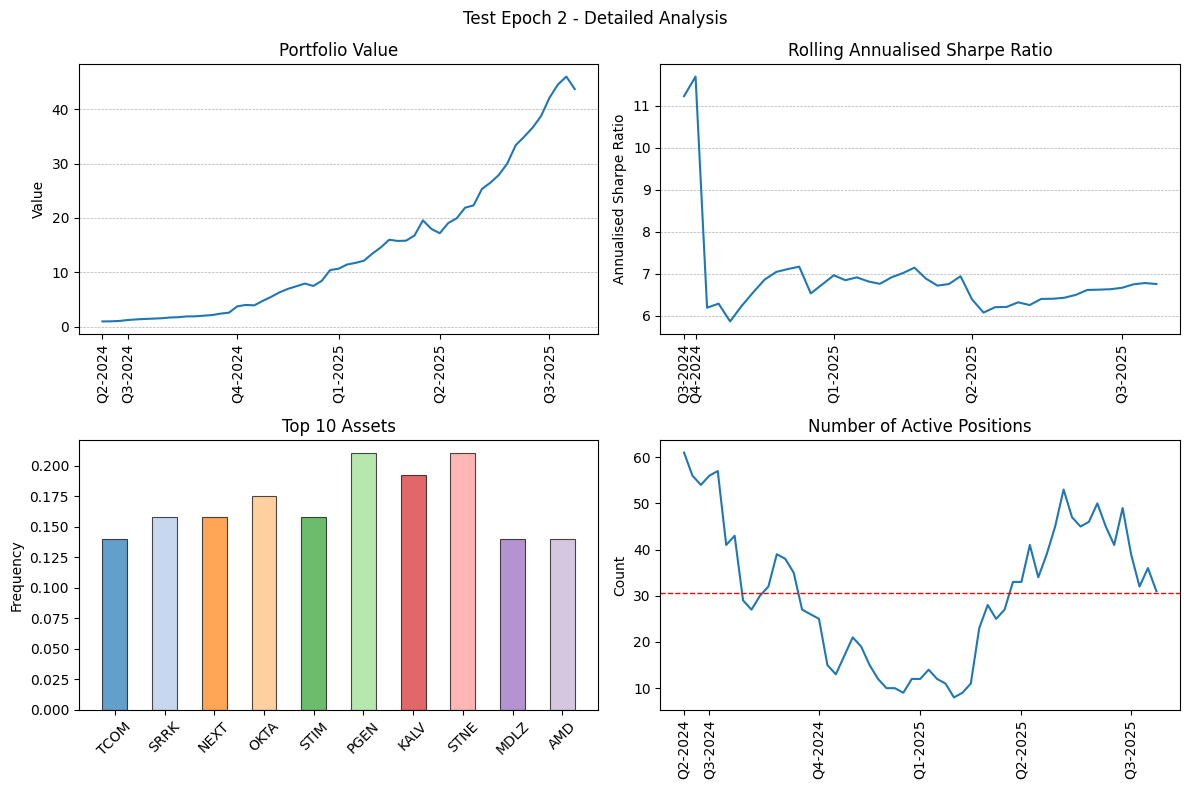 Test Epoch 2 - Detailed Analysis
Portfolio Value
Value
40
30
20
10
0
Q2-2024
Q3-2024
Q4-2024
Q1-2025
Q2-2025
Q3-2025
Rolling Annualised Sharpe Ratio
Annualised Sharpe Ratio
11
10
9
8
7
6
Q3-2024
Q4-2024
Q1-2025
Q2-2025
Q3-2025
Top 10 Assets
Frequency
0.200
0.175
0.150
0.125
0.100
0.075
0.050
0.025
0.000
TCOM
SRRK
NEXT
OKTA
STIM
PGEN
KALV
STNE
MDLZ
AMD
Number of Active Positions
Count
60
50
40
30
20
10
Q2-2024
Q3-2024
Q4-2024
Q1-2025
Q2-2025
Q3-2025